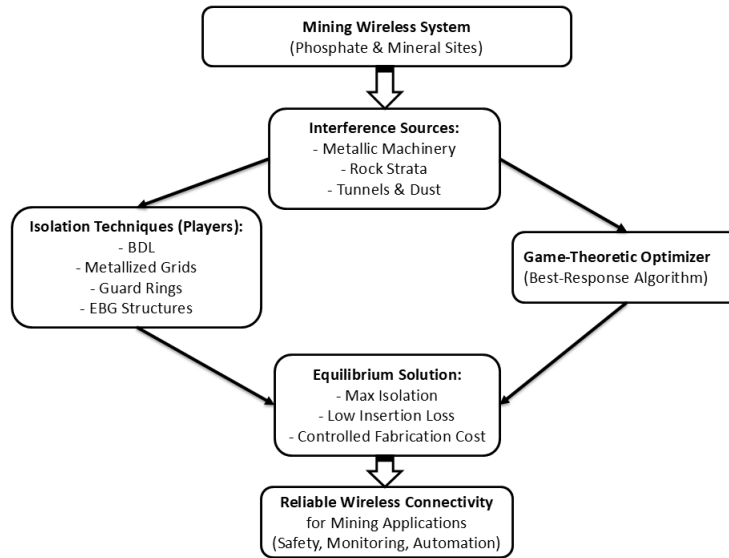 Mining Wireless System
(Phosphate & Mineral Sites)
Interference Sources:
- Metallic Machinery
- Rock Strata
- Tunnels & Dust
Isolation Techniques (Players):
- BDL
- Metallized Grids
- Guard Rings
- EBG Structures
Game-Theoretic Optimizer
(Best-Response Algorithm)
Equilibrium Solution:
- Max Isolation
- Low Insertion Loss
- Controlled Fabrication Cost
Reliable Wireless Connectivity
for Mining Applications
(Safety, Monitoring, Automation)